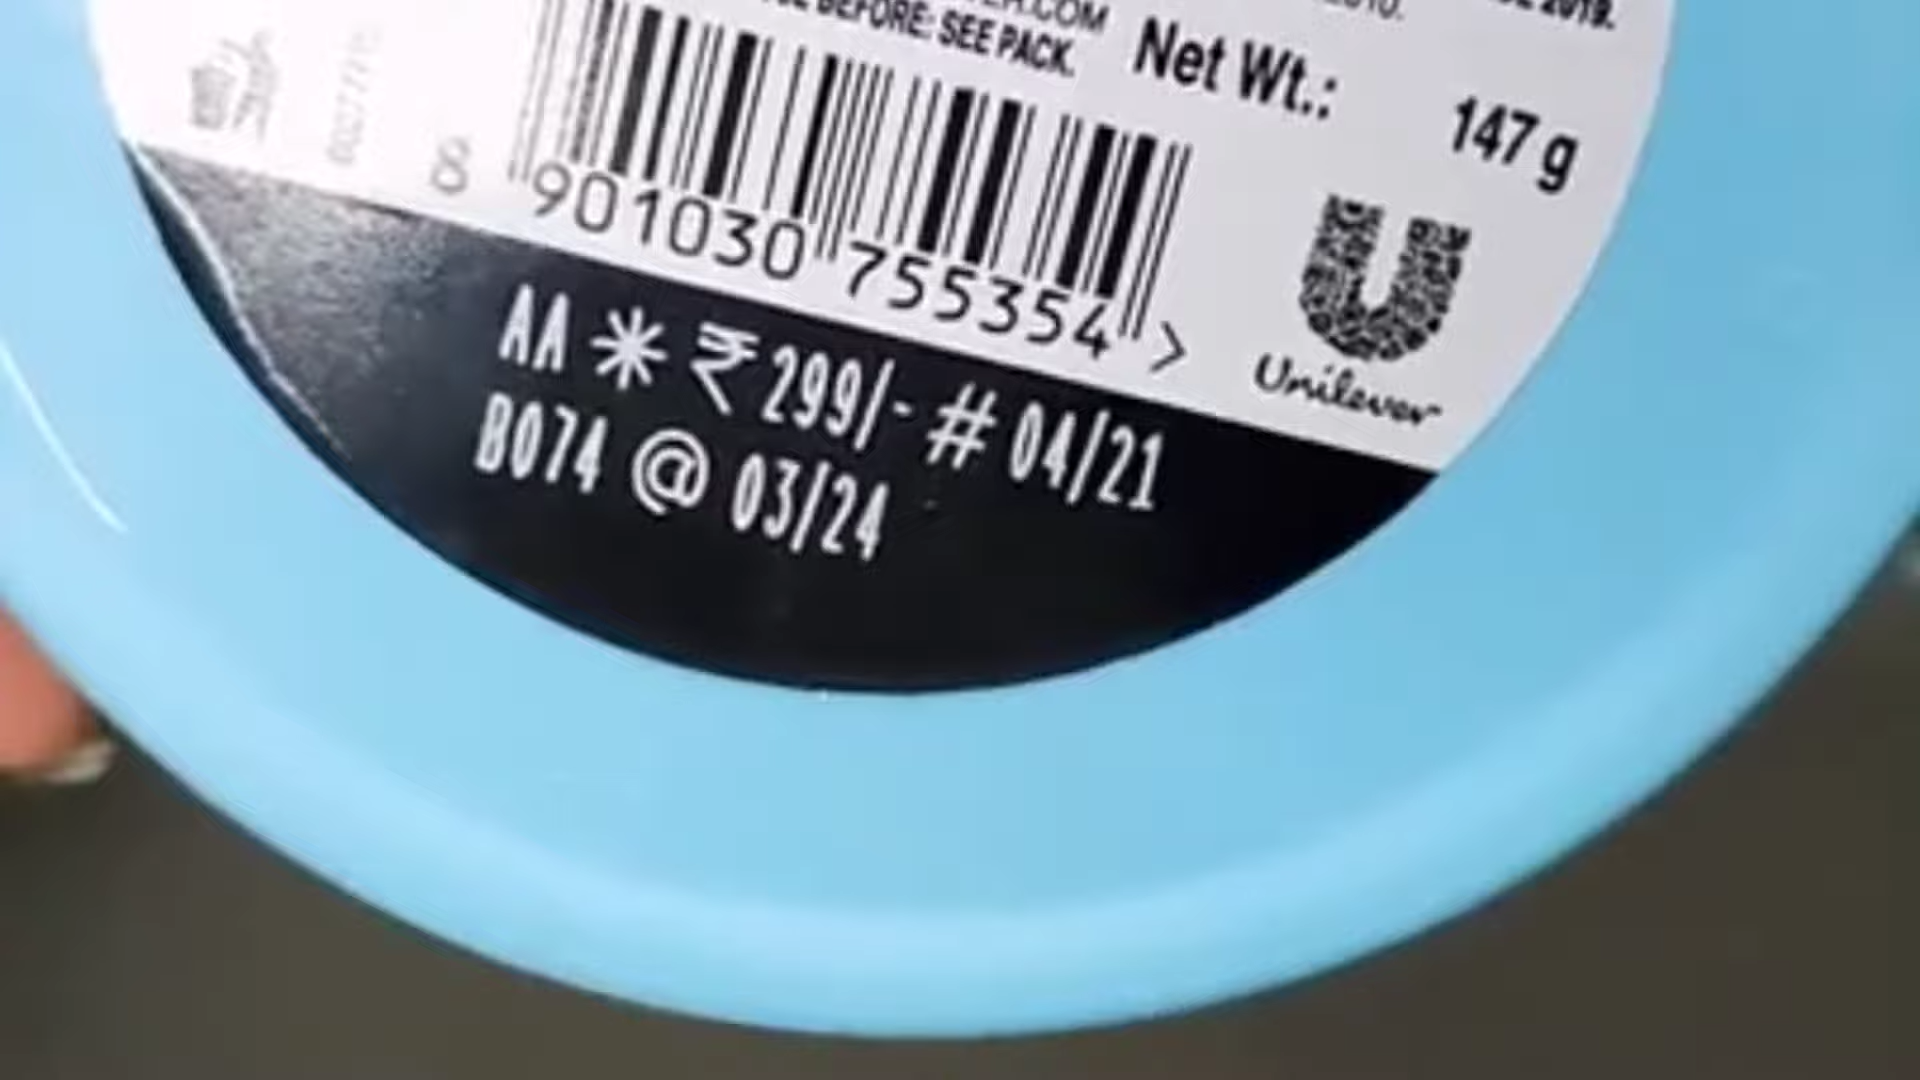 BEFORE: SEE PACK.
Net Wt.: 147 g
8 901030 755354 >
Unilever
AA * ₹ 299/- # 04/21
B074 @ 03/24